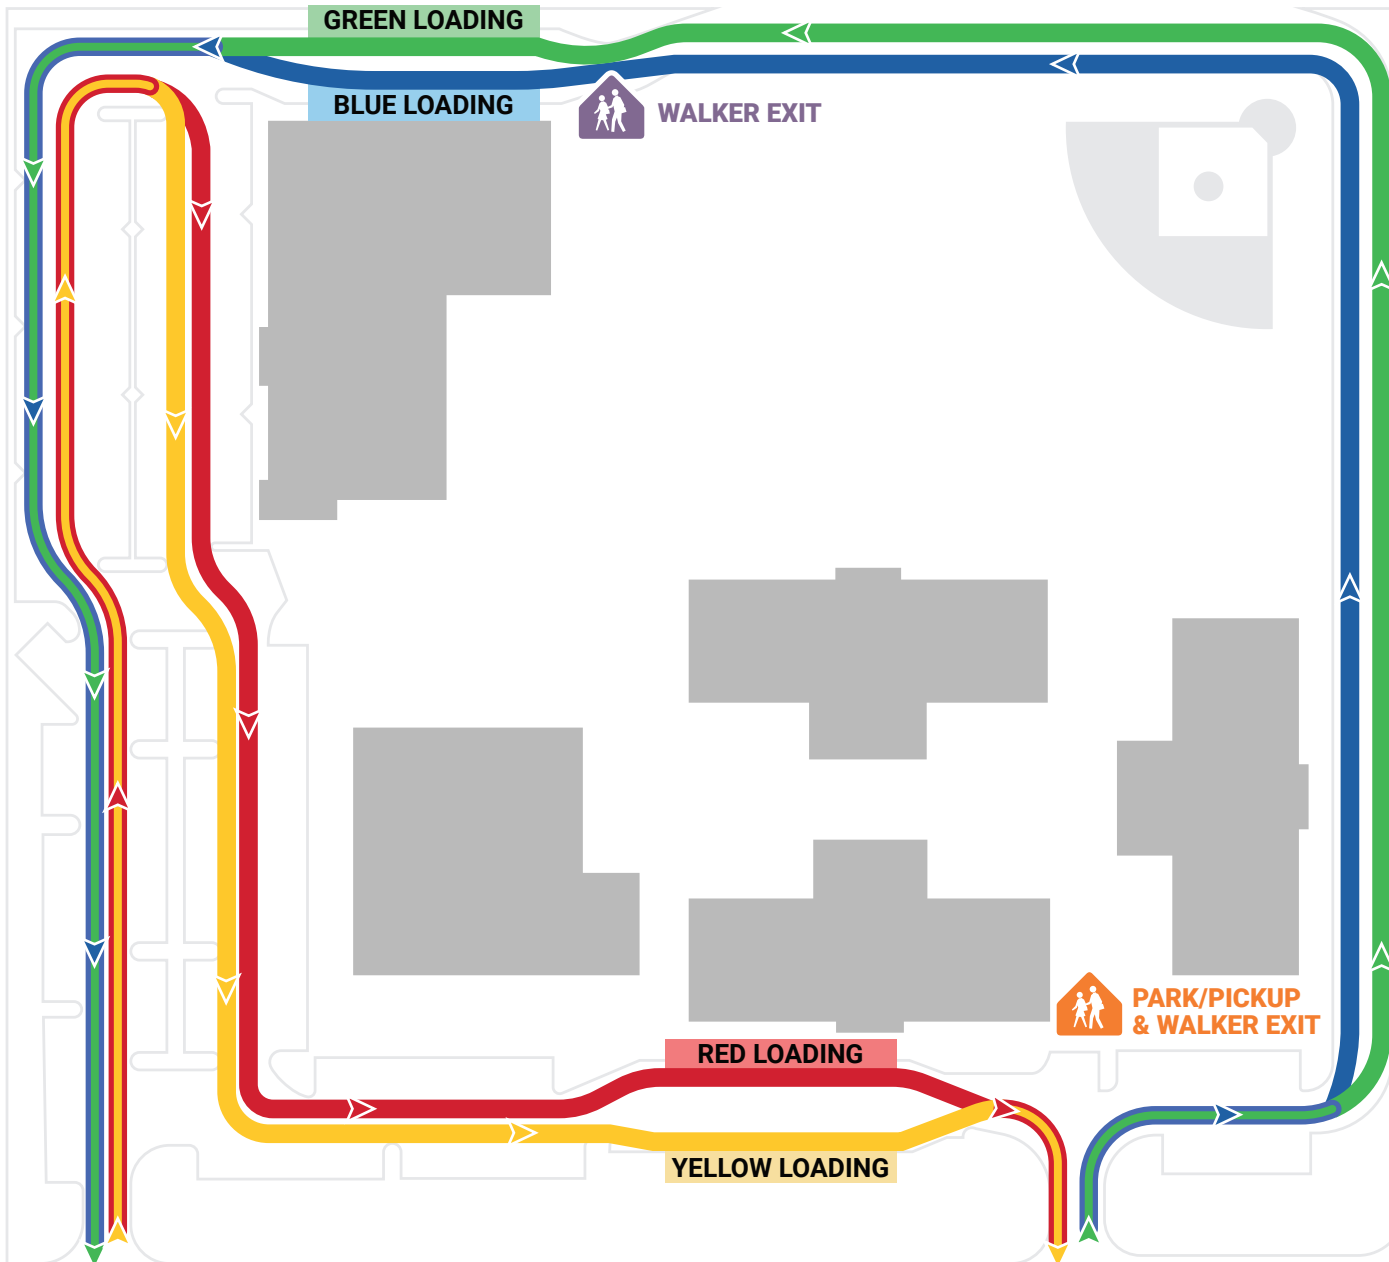 GREEN LOADING
BLUE LOADING
WALKER EXIT
PARK/PICKUP
& WALKER EXIT
RED LOADING
YELLOW LOADING